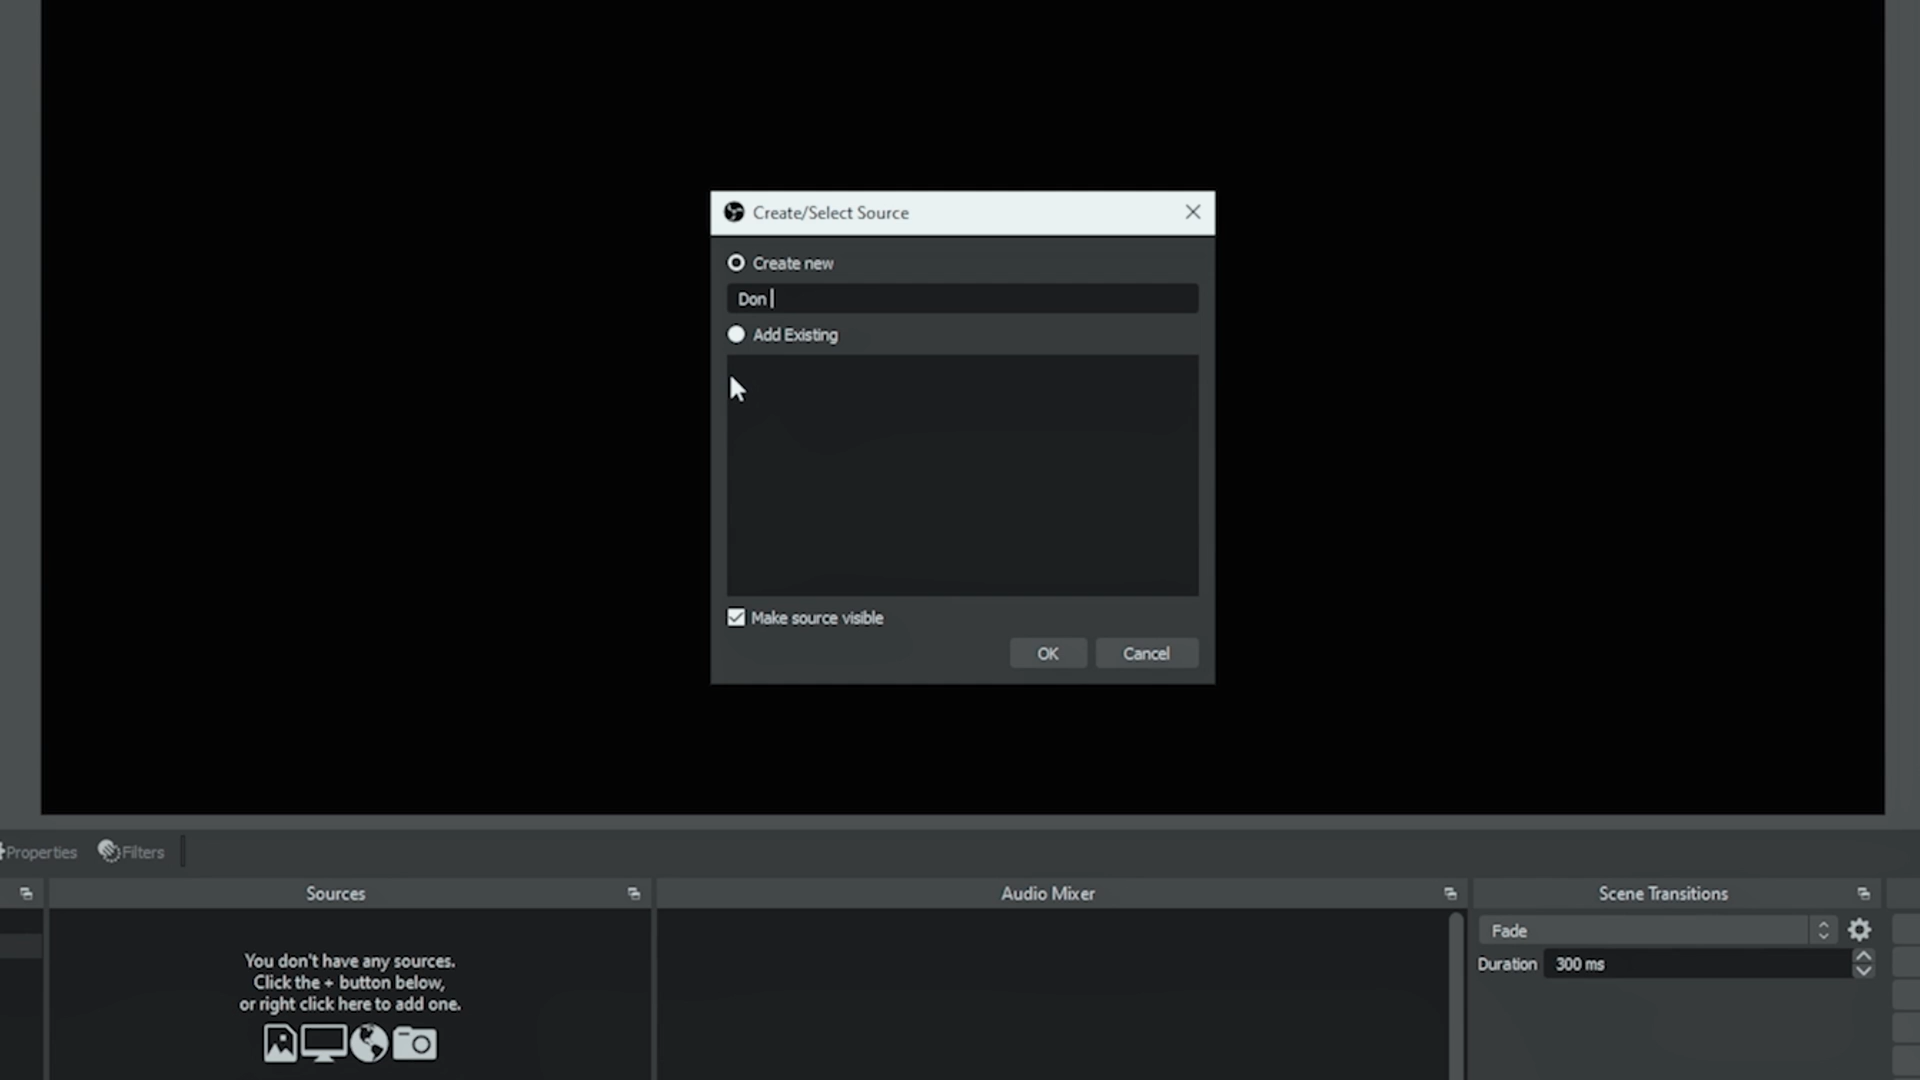 Create/Select Source
Create new
Don
Add Existing
Make source visible
OK Cancel
Properties Filters
Sources Audio Mixer Scene Transitions
You don't have any sources.
Click the + button below,
or right click here to add one.
Fade
Duration 300 ms